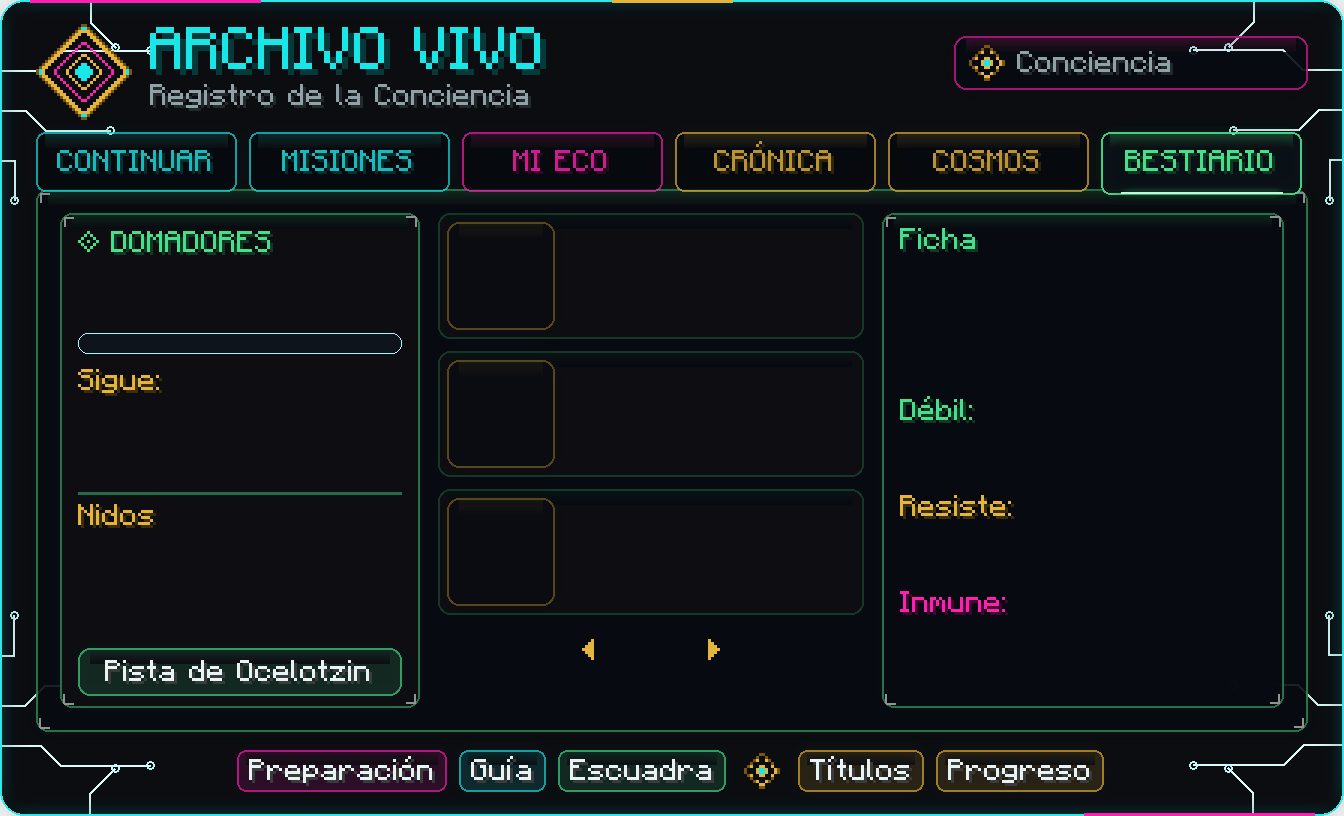 ARCHIVO VIVO
Registro de la Conciencia
Conciencia
CONTINUAR
MISIONES
MI ECO
CRÓNICA
COSMOS
BESTIARIO
DOMADORES
Sigue:
Nidos
Pista de Ocelotzin
Ficha
Débil:
Resiste:
Inmune:
Preparación
Guía
Escuadra
Títulos
Progreso